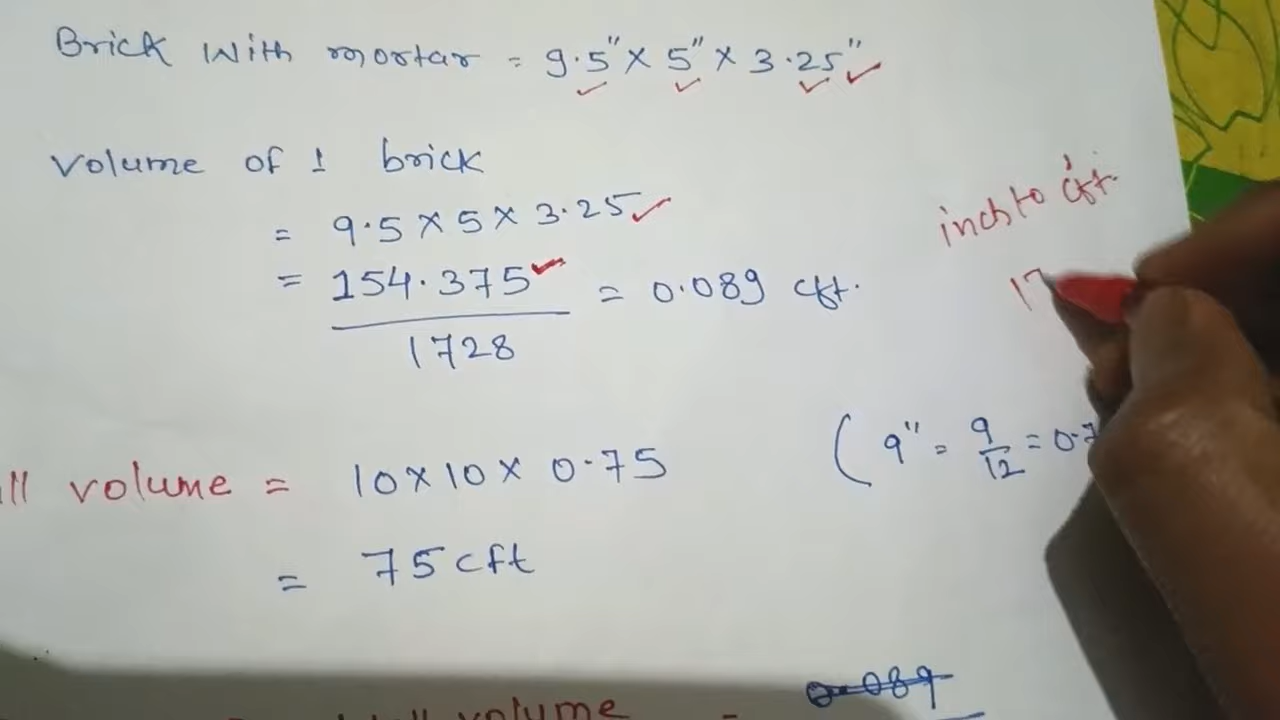 Brick With mortar = 9.5" × 5" × 3.25"
Volume of 1 brick
= 9.5 × 5 × 3.25
= 154.375 = 0.089 cft.
1728
inch to cft.
17
ll volume = 10 × 10 × 0.75
( 9" = 9/12 = 0.7
= 75 cft
0.089
volume =